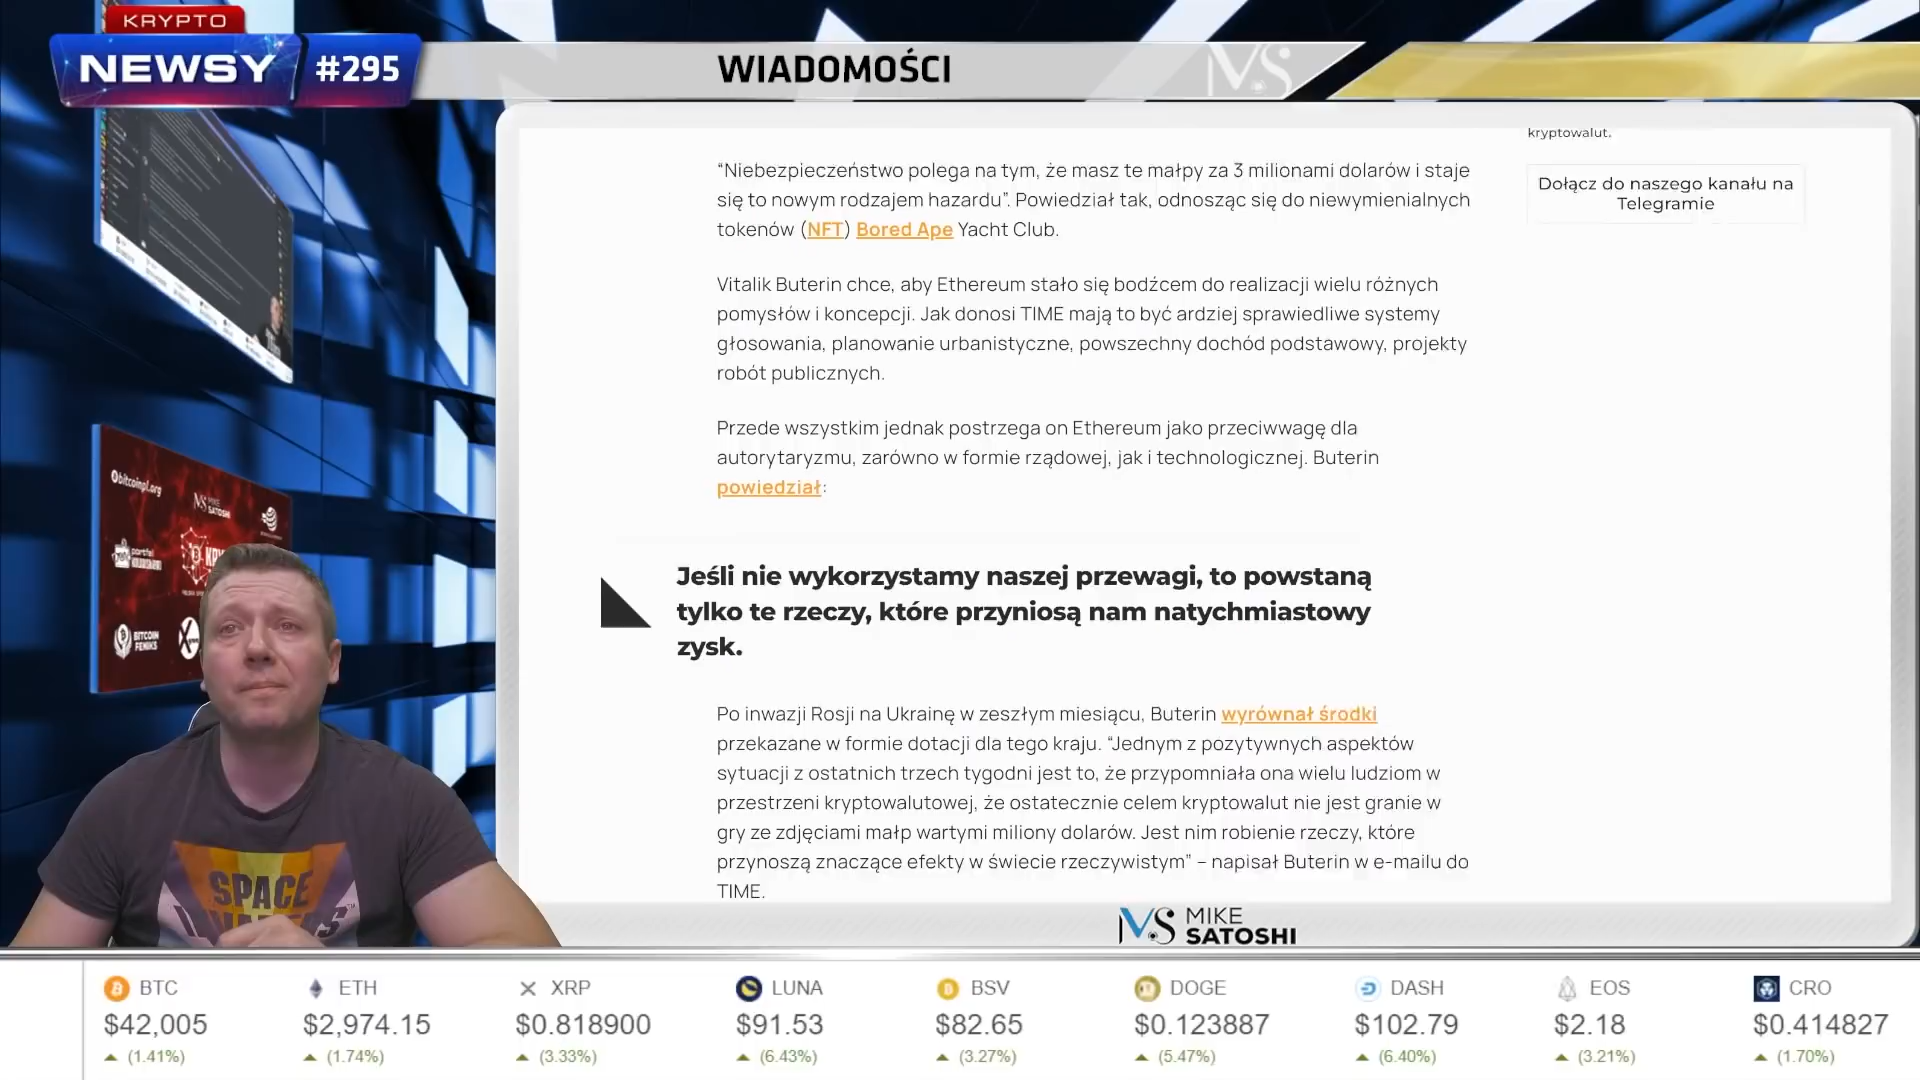 KRYPTO
NEWSY #295
WIADOMOŚCI
MS
kryptowalut.
Dołącz do naszego kanału na
Telegramie
“Niebezpieczeństwo polega na tym, że masz te małpy za 3 milionami dolarów i staje
się to nowym rodzajem hazardu”. Powiedział tak, odnosząc się do niewymienialnych
tokenów (NFT) Bored Ape Yacht Club.
Vitalik Buterin chce, aby Ethereum stało się bodźcem do realizacji wielu różnych
pomysłów i koncepcji. Jak donosi TIME mają to być ardziej sprawiedliwe systemy
głosowania, planowanie urbanistyczne, powszechny dochód podstawowy, projekty
robót publicznych.
Przede wszystkim jednak postrzega on Ethereum jako przeciwwagę dla
autorytaryzmu, zarówno w formie rządowej, jak i technologicznej. Buterin
powiedział:
Jeśli nie wykorzystamy naszej przewagi, to powstaną
tylko te rzeczy, które przyniosą nam natychmiastowy
zysk.
Po inwazji Rosji na Ukrainę w zeszłym miesiącu, Buterin wyrównał środki
przekazane w formie dotacji dla tego kraju. “Jednym z pozytywnych aspektów
sytuacji z ostatnich trzech tygodni jest to, że przypomniała ona wielu ludziom w
przestrzeni kryptowalutowej, że ostatecznie celem kryptowalut nie jest granie w
gry ze zdjęciami małp wartymi miliony dolarów. Jest nim robienie rzeczy, które
przynoszą znaczące efekty w świecie rzeczywistym” – napisał Buterin w e-mailu do
TIME.
bitcoinpl.org
MS MIKE
SATOSHI
portfel
KRY
BITCOIN
FENIKS
SPACE
MS MIKE
SATOSHI
BTC ETH XRP LUNA BSV DOGE DASH EOS CRO
$42,005 $2,974.15 $0.818900 $91.53 $82.65 $0.123887 $102.79 $2.18 $0.414827
(1.41%) (1.74%) (3.33%) (6.43%) (3.27%) (5.47%) (6.40%) (3.21%) (1.70%)